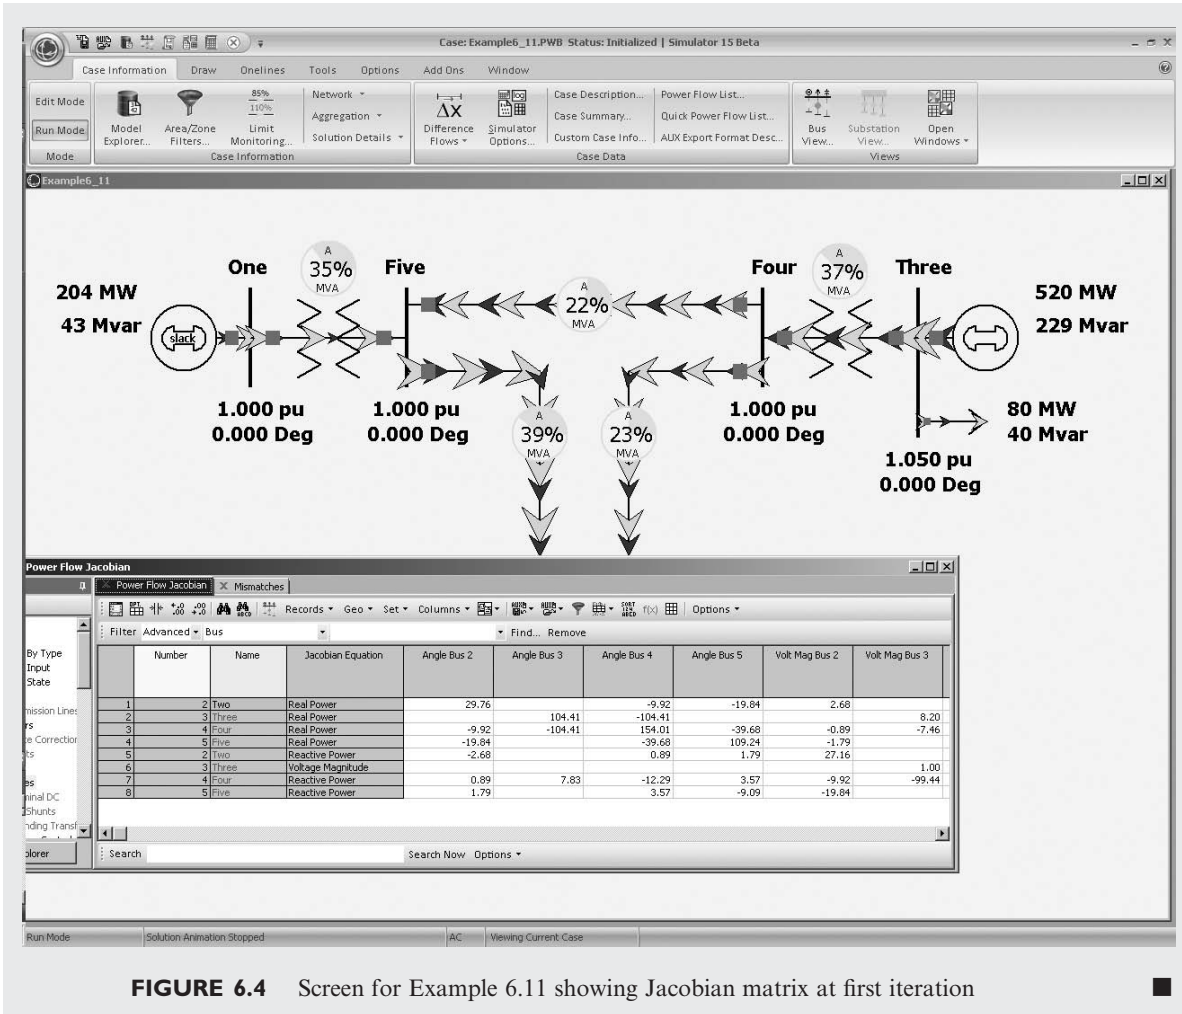 Case: Example6_11.PWB Status: Initialized | Simulator 15 Beta
Case Information Draw Onelines Tools Options Add Ons Window
Edit Mode
Run Mode
Mode
Model Explorer...
Area/Zone Filters...
85%
110%
Limit Monitoring...
Network
Aggregation
Solution Details
Case Information
ΔX
Difference Flows
Simulator Options...
Case Description...
Case Summary...
Custom Case Info...
Power Flow List...
Quick Power Flow List...
AUX Export Format Desc...
Case Data
Bus View...
Substation View...
Open Windows
Views
Example6_11
One
A
35%
MVA
Five
A
22%
MVA
Four
A
37%
MVA
Three
204 MW
43 Mvar
slack
520 MW
229 Mvar
1.000 pu
0.000 Deg
1.000 pu
0.000 Deg
A
39%
MVA
A
23%
MVA
1.000 pu
0.000 Deg
80 MW
40 Mvar
1.050 pu
0.000 Deg
Power Flow Jacobian
Power Flow Jacobian Mismatches
Records Geo Set Columns f(x) Options
Filter Advanced Bus Find... Remove
Number Name Jacobian Equation Angle Bus 2 Angle Bus 3 Angle Bus 4 Angle Bus 5 Volt Mag Bus 2 Volt Mag Bus 3
1 2 Two Real Power 29.76 -9.92 -19.84 2.68
2 3 Three Real Power 104.41 -104.41 8.20
3 4 Four Real Power -9.92 -104.41 154.01 -39.68 -0.89 -7.46
4 5 Five Real Power -19.84 -39.68 109.24 -1.79
5 2 Two Reactive Power -2.68 0.89 1.79 27.16
6 3 Three Voltage Magnitude 1.00
7 4 Four Reactive Power 0.89 7.83 -12.29 3.57 -9.92 -99.44
8 5 Five Reactive Power 1.79 3.57 -9.09 -19.84
By Type
Input
State
mission Lines
rs
e Correction
ts
es
minal DC
Shunts
nding Transf
plorer
Search Search Now Options
Run Mode Solution Animation Stopped AC Viewing Current Case
FIGURE 6.4 Screen for Example 6.11 showing Jacobian matrix at first iteration